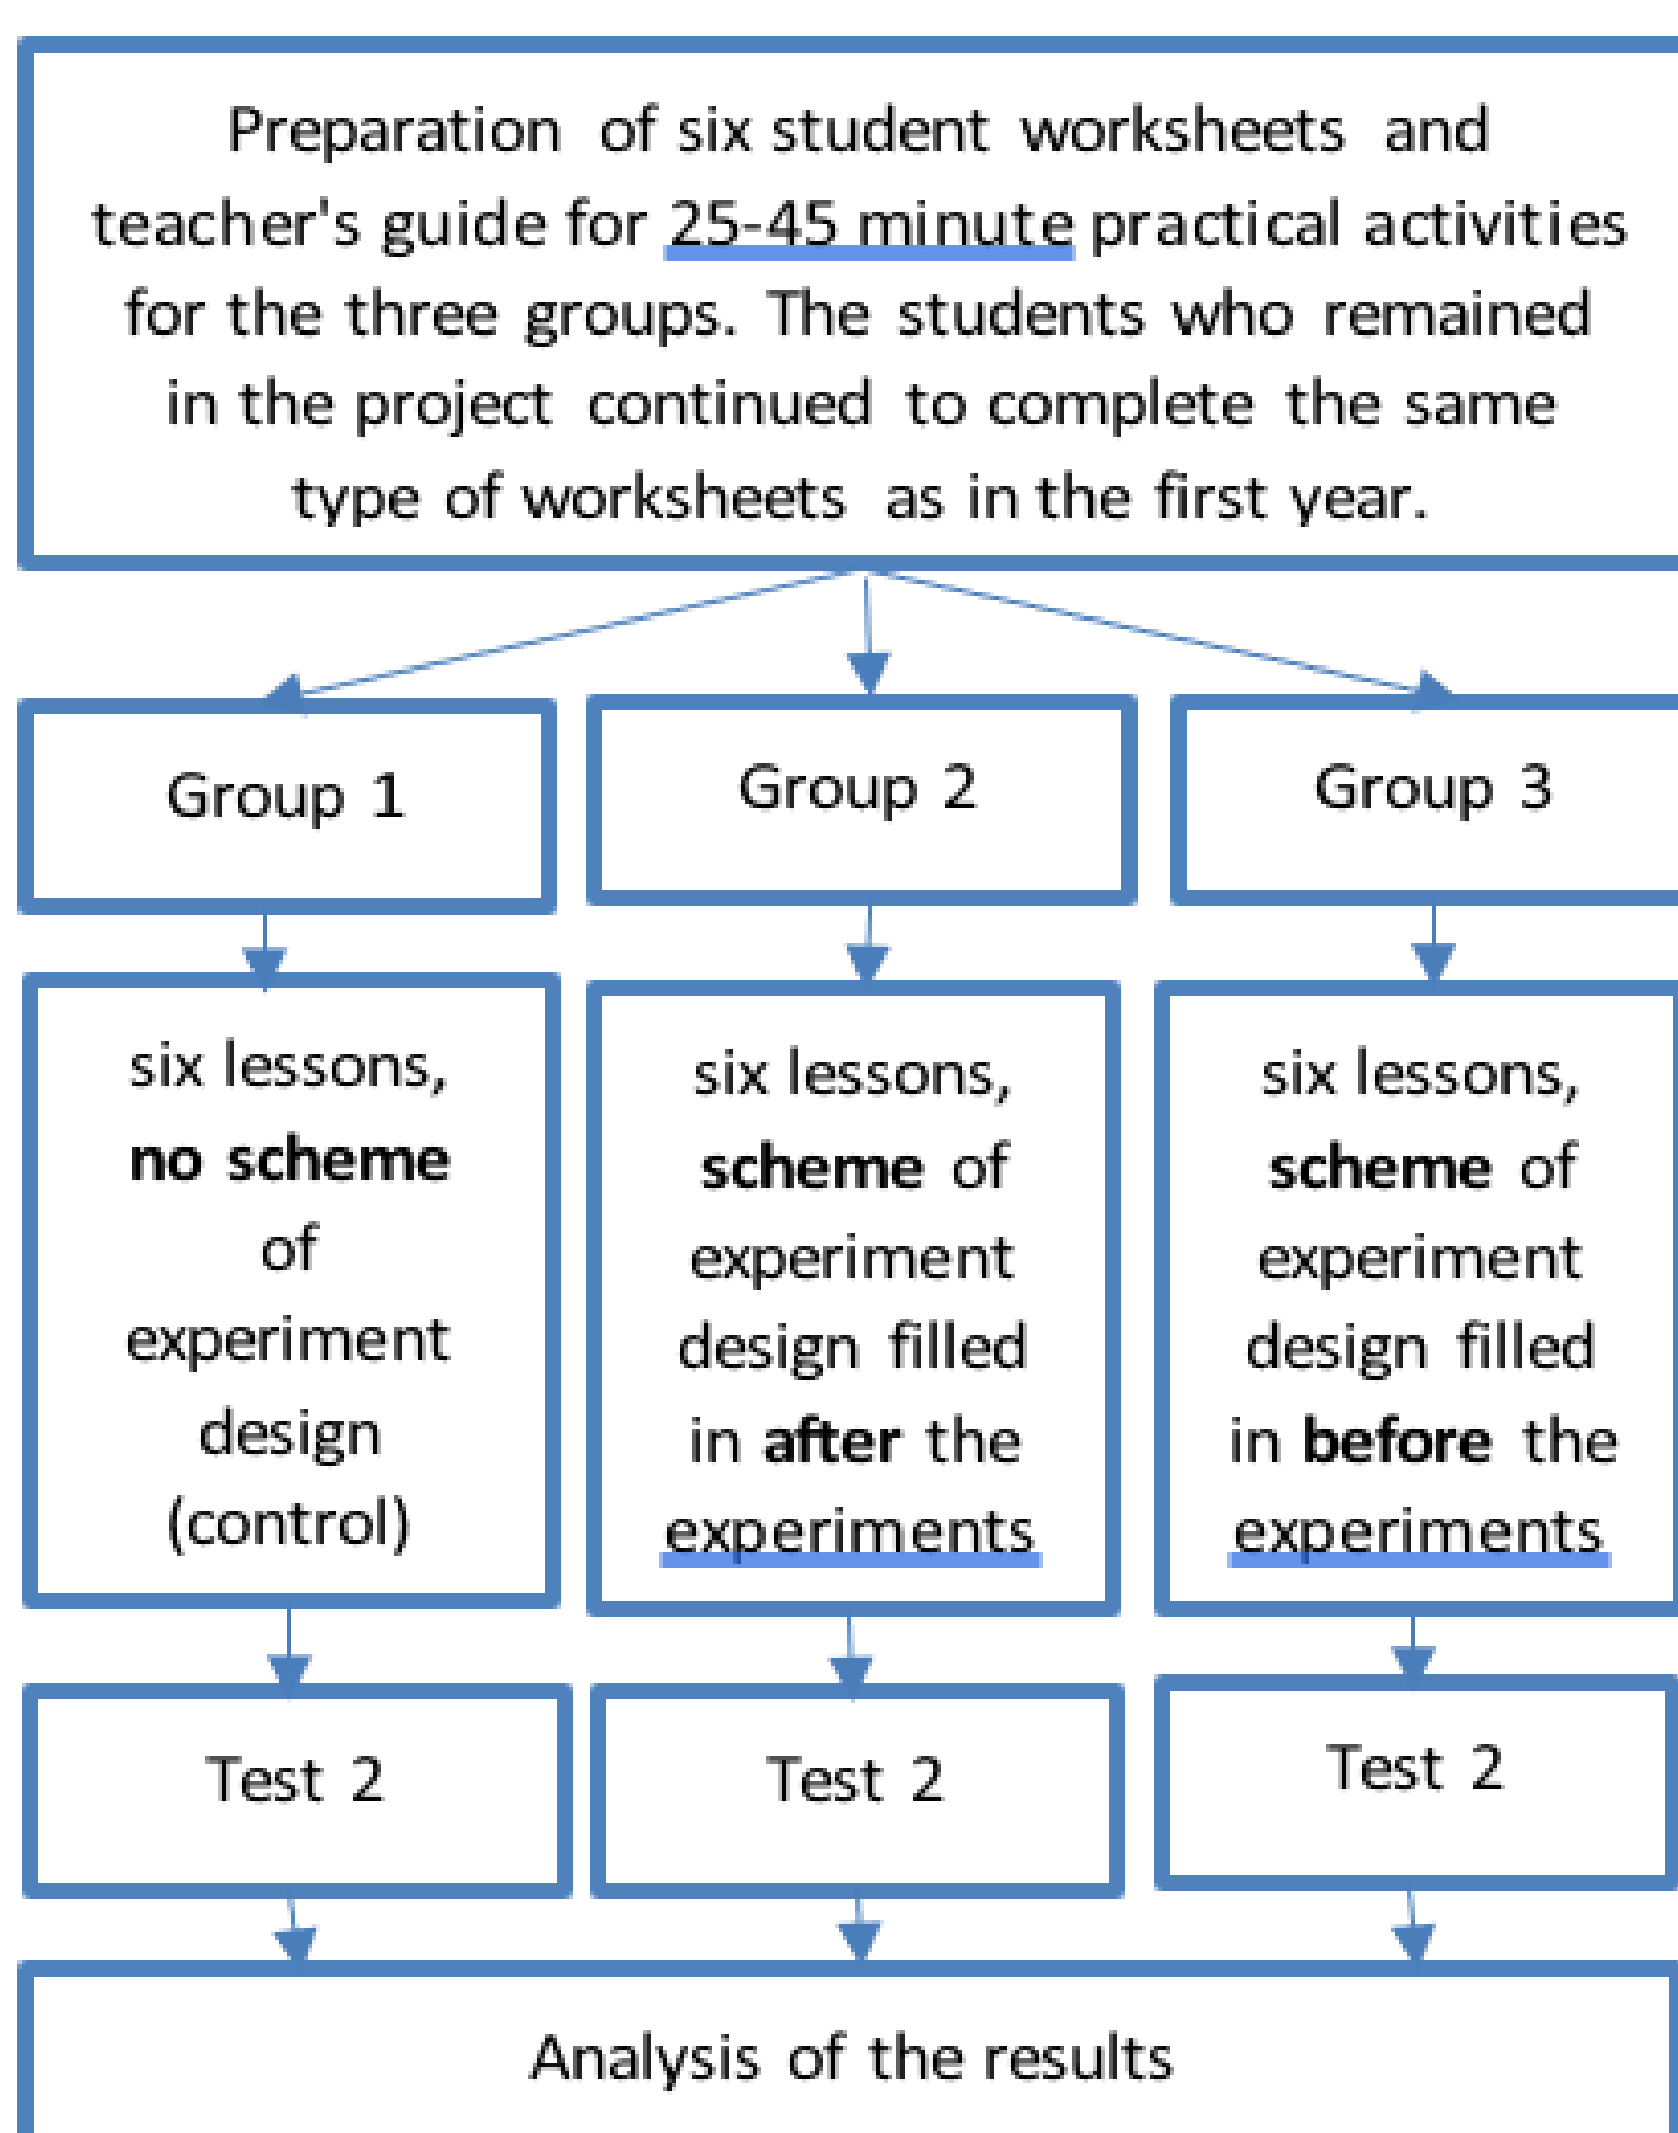 Preparation of six student worksheets and
teacher's guide for 25-45 minute practical activities
for the three groups. The students who remained
in the project continued to complete the same
type of worksheets as in the first year.
Group 1
Group 2
Group 3
six lessons,
no scheme
of
experiment
design
(control)
six lessons,
scheme of
experiment
design filled
in after the
experiments
six lessons,
scheme of
experiment
design filled
in before the
experiments
Test 2
Test 2
Test 2
Analysis of the results